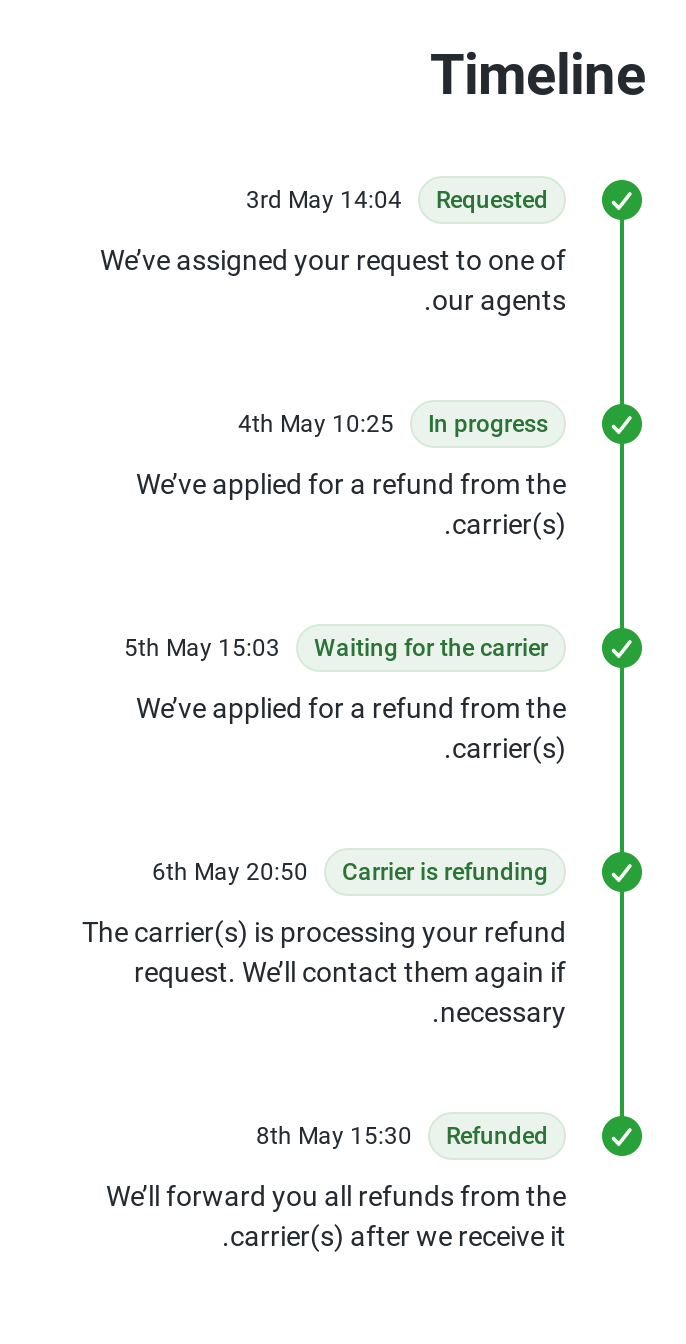 Timeline
Requested 3rd May 14:04
We’ve assigned your request to one of
.our agents
In progress 4th May 10:25
We’ve applied for a refund from the
.carrier(s)
Waiting for the carrier 5th May 15:03
We’ve applied for a refund from the
.carrier(s)
Carrier is refunding 6th May 20:50
The carrier(s) is processing your refund
request. We’ll contact them again if
.necessary
Refunded 8th May 15:30
We’ll forward you all refunds from the
.carrier(s) after we receive it